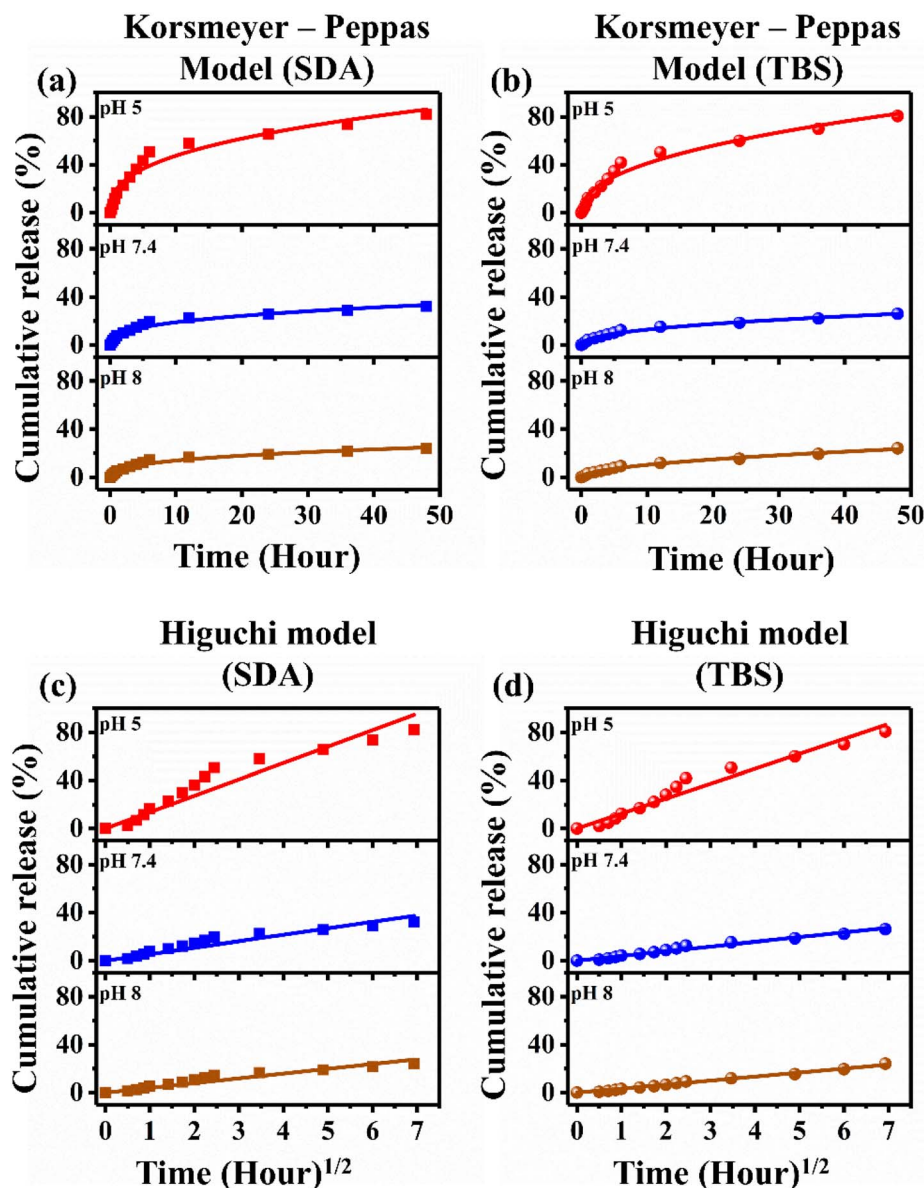 Korsmeyer – Peppas
Model (SDA)
(a)
pH 5
80
40
0
pH 7.4
80
40
0
pH 8
80
40
0
Cumulative release (%)
0 10 20 30 40 50
Time (Hour)
Korsmeyer – Peppas
Model (TBS)
(b)
pH 5
80
40
0
pH 7.4
80
40
0
pH 8
80
40
0
Cumulative release (%)
0 10 20 30 40 50
Time (Hour)
Higuchi model
(SDA)
(c)
pH 5
80
40
0
pH 7.4
80
40
0
pH 8
80
40
0
Cumulative release (%)
0 1 2 3 4 5 6 7
Time (Hour)1/2
Higuchi model
(TBS)
(d)
pH 5
80
40
0
pH 7.4
80
40
0
pH 8
80
40
0
Cumulative release (%)
0 1 2 3 4 5 6 7
Time (Hour)1/2